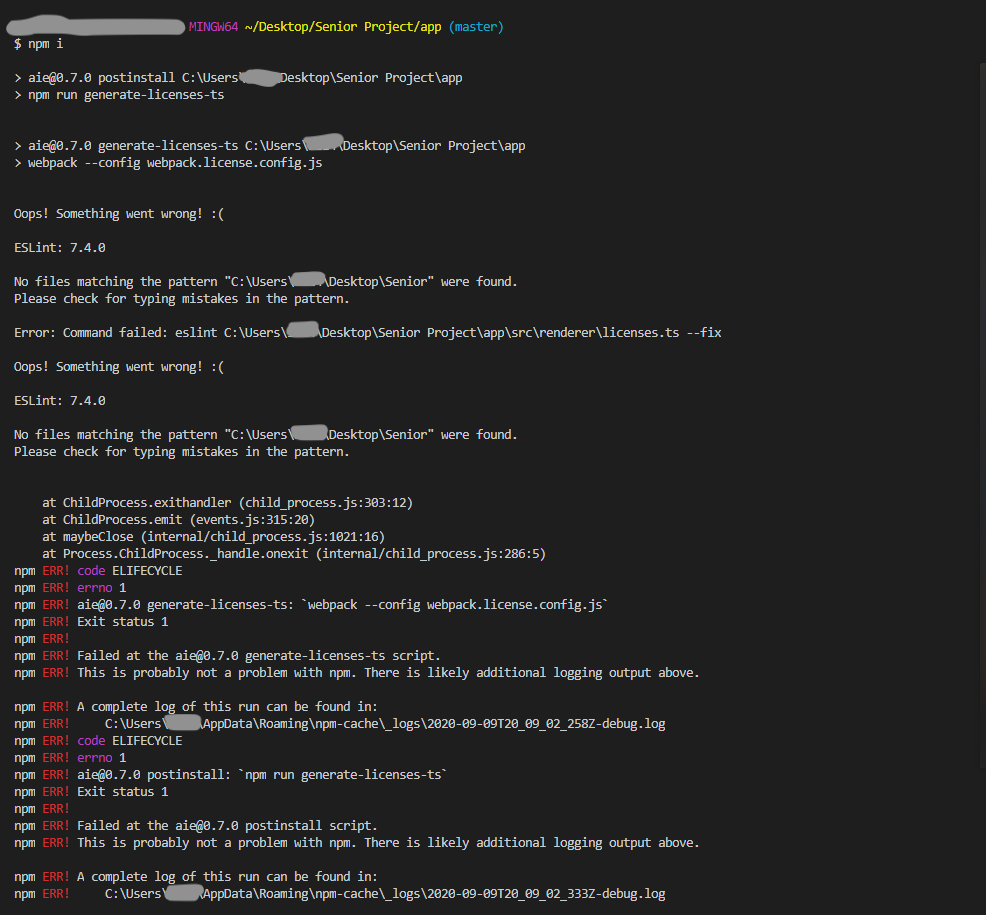 MINGW64 ~/Desktop/Senior Project/app (master)
$ npm i
> aie@0.7.0 postinstall C:\Users\ Desktop\Senior Project\app
> npm run generate-licenses-ts
> aie@0.7.0 generate-licenses-ts C:\Users\ \Desktop\Senior Project\app
> webpack --config webpack.license.config.js
Oops! Something went wrong! :(
ESLint: 7.4.0
No files matching the pattern "C:\Users\ \Desktop\Senior" were found.
Please check for typing mistakes in the pattern.
Error: Command failed: eslint C:\Users\ \Desktop\Senior Project\app\src\renderer\licenses.ts --fix
Oops! Something went wrong! :(
ESLint: 7.4.0
No files matching the pattern "C:\Users\ \Desktop\Senior" were found.
Please check for typing mistakes in the pattern.
at ChildProcess.exithandler (child_process.js:303:12)
at ChildProcess.emit (events.js:315:20)
at maybeClose (internal/child_process.js:1021:16)
at Process.ChildProcess._handle.onexit (internal/child_process.js:286:5)
npm ERR! code ELIFECYCLE
npm ERR! errno 1
npm ERR! aie@0.7.0 generate-licenses-ts: `webpack --config webpack.license.config.js`
npm ERR! Exit status 1
npm ERR!
npm ERR! Failed at the aie@0.7.0 generate-licenses-ts script.
npm ERR! This is probably not a problem with npm. There is likely additional logging output above.
npm ERR! A complete log of this run can be found in:
npm ERR!     C:\Users\ \AppData\Roaming\npm-cache\_logs\2020-09-09T20_09_02_258Z-debug.log
npm ERR! code ELIFECYCLE
npm ERR! errno 1
npm ERR! aie@0.7.0 postinstall: `npm run generate-licenses-ts`
npm ERR! Exit status 1
npm ERR!
npm ERR! Failed at the aie@0.7.0 postinstall script.
npm ERR! This is probably not a problem with npm. There is likely additional logging output above.
npm ERR! A complete log of this run can be found in:
npm ERR!     C:\Users\ \AppData\Roaming\npm-cache\_logs\2020-09-09T20_09_02_333Z-debug.log